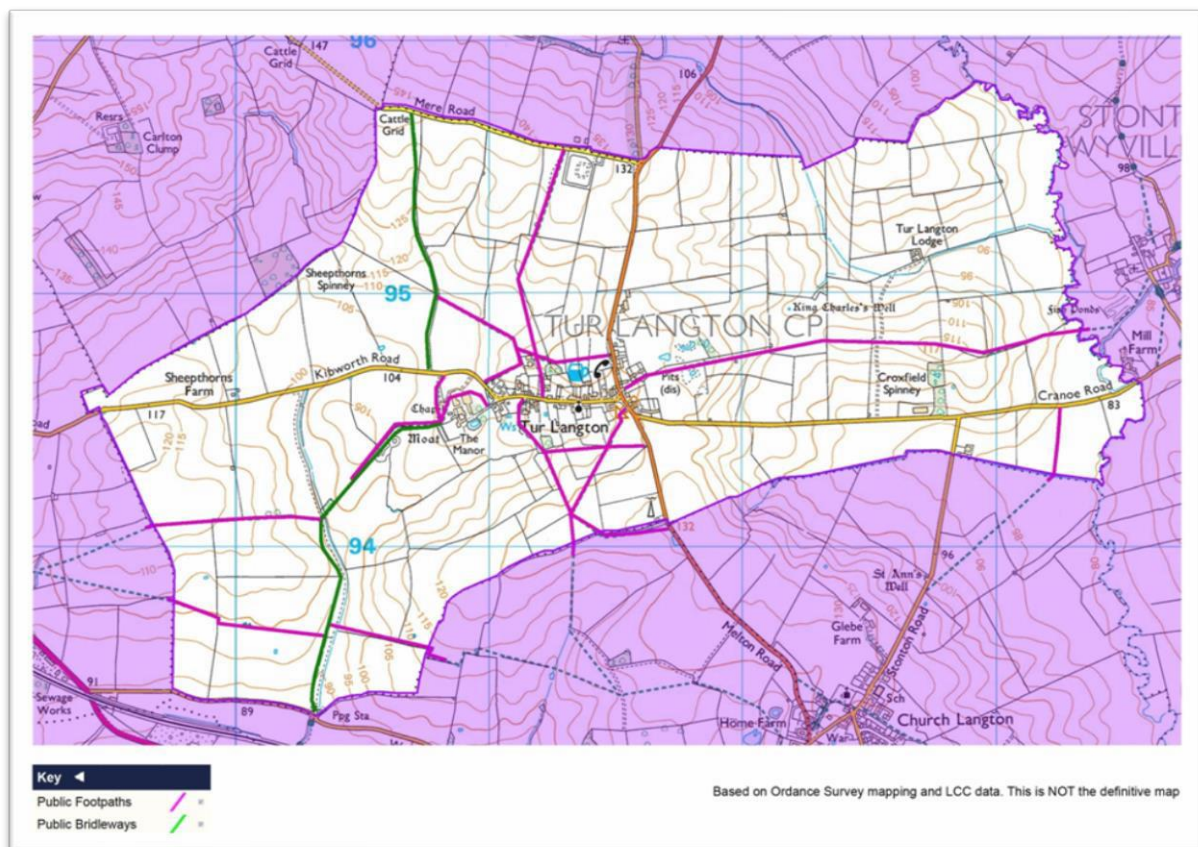 96
Cattle
Grid
147
106
100
STONT
WYVILL
98
Resrs
Carlton
Clump
Mere Road
Cattle
Grid
132
Tur Langton
Lodge
Sheepthorns
Spinney
95
TUR LANGTON CP
King Charles's Well
Fish Ponds
Mill
Farm
Kibworth Road
104
Sheepthorns
Farm
117
Pits
(dis)
Croxfield
Spinney
Cranoe Road
83
Moat
The
Manor
Tur Langton
94
132
96
St Ann's
Well
Glebe
Farm
Stonton Road
Melton Road
91
Sewage
Works
89
Ppg Sta
Home Farm
Sch
Church Langton
War
Key
Public Footpaths
Public Bridleways
Based on Ordance Survey mapping and LCC data. This is NOT the definitive map